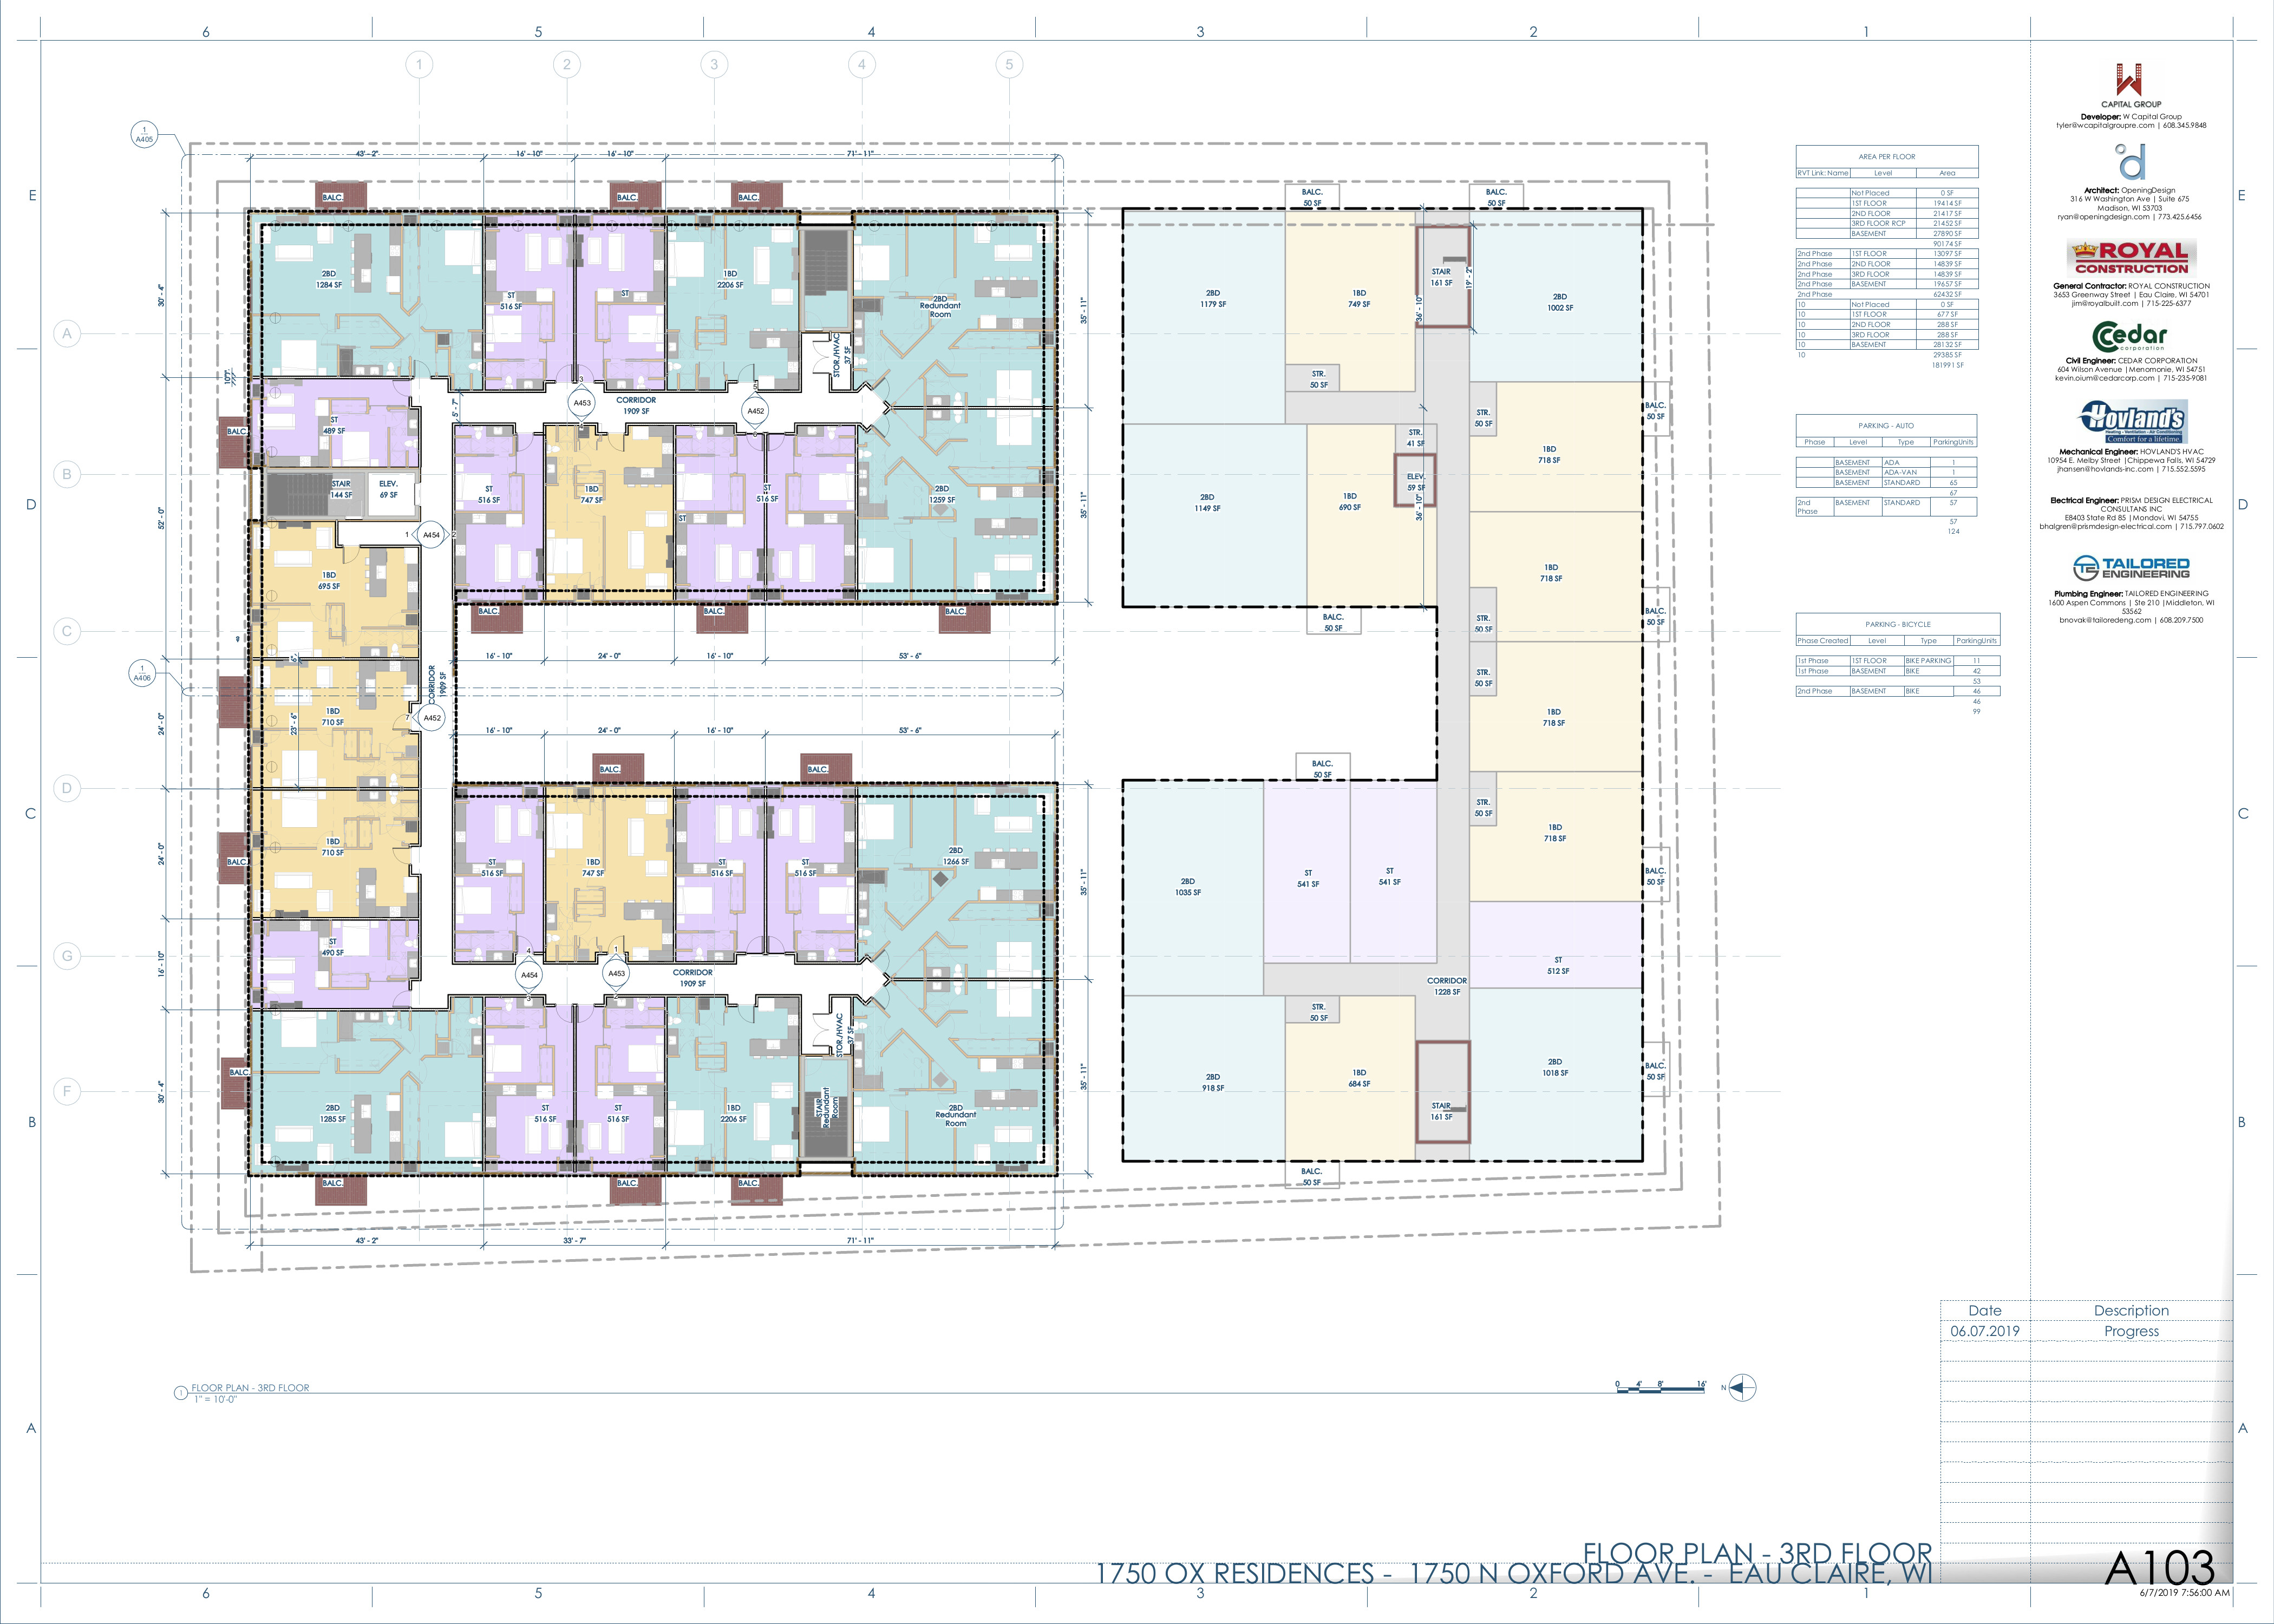 6 5 4 3 2 1
1 2 3 4 5
1
A405
43' - 2" 16' - 10" 16' - 10" 71' - 11"
E E
BALC. BALC. BALC.
BALC.
50 SF
BALC.
50 SF
2BD
1284 SF
ST
516 SF
ST
1BD
2206 SF
2BD
Redundant
Room
30' - 4"
35' - 11"
A
STOR./HVAC
37 SF
2BD
1179 SF
1BD
749 SF
STAIR
161 SF
19' - 2"
36' - 10"
2BD
1002 SF
STR.
50 SF
5' - 7"
3
A453
CORRIDOR
1909 SF
A452
ST
489 SF
BALC.
STR.
50 SF
BALC.
50 SF
STR.
41 SF
B
STAIR
144 SF
ELEV.
69 SF
ST
516 SF
1BD
747 SF
ST
516 SF
ST
2BD
1259 SF
35' - 11"
2BD
1149 SF
1BD
690 SF
ELEV.
59 SF
36' - 10"
1BD
718 SF
D D
52' - 0"
1 A454 2
1BD
695 SF
1BD
718 SF
BALC. BALC. BALC.
BALC.
50 SF
STR.
50 SF
BALC.
50 SF
C
16' - 10" 24' - 0" 16' - 10" 53' - 6"
1
A406
CORRIDOR
1909 SF
STR.
50 SF
24' - 0"
23' - 6"
1BD
710 SF
7 A452
1BD
718 SF
16' - 10" 24' - 0" 16' - 10" 53' - 6"
BALC. BALC.
BALC.
50 SF
D
STR.
50 SF
C C
24' - 0"
1BD
710 SF
BALC.
ST
516 SF
1BD
747 SF
ST
516 SF
ST
516 SF
2BD
1266 SF
35' - 11"
2BD
1035 SF
ST
541 SF
ST
541 SF
1BD
718 SF
BALC.
50 SF
G
16' - 10"
ST
490 SF
4
A454
3
1
A453
2
CORRIDOR
1909 SF
CORRIDOR
1228 SF
ST
512 SF
STR.
50 SF
STOR./HVAC
37 SF
F
30' - 4"
BALC.
2BD
1285 SF
ST
516 SF
ST
516 SF
1BD
2206 SF
STAIR
Redundant
Room
2BD
Redundant
Room
35' - 11"
2BD
918 SF
1BD
684 SF
STAIR
161 SF
2BD
1018 SF
BALC.
50 SF
B B
BALC. BALC. BALC.
BALC.
50 SF
43' - 2" 33' - 7" 71' - 11"
1 FLOOR PLAN - 3RD FLOOR
1" = 10'-0"
0 4' 8' 16'
N
A A
AREA PER FLOOR
RVT Link: Name Level Area
Not Placed 0 SF
1ST FLOOR 19414 SF
2ND FLOOR 21417 SF
3RD FLOOR RCP 21452 SF
BASEMENT 27890 SF
90174 SF
2nd Phase 1ST FLOOR 13097 SF
2nd Phase 2ND FLOOR 14839 SF
2nd Phase 3RD FLOOR 14839 SF
2nd Phase BASEMENT 19657 SF
2nd Phase 62432 SF
10 Not Placed 0 SF
10 1ST FLOOR 677 SF
10 2ND FLOOR 288 SF
10 3RD FLOOR 288 SF
10 BASEMENT 28132 SF
10 29385 SF
181991 SF
PARKING - AUTO
Phase Level Type ParkingUnits
BASEMENT ADA 1
BASEMENT ADA-VAN 1
BASEMENT STANDARD 65
67
2nd Phase BASEMENT STANDARD 57
57
124
PARKING - BICYCLE
Phase Created Level Type ParkingUnits
1st Phase 1ST FLOOR BIKE PARKING 11
1st Phase BASEMENT BIKE 42
53
2nd Phase BASEMENT BIKE 46
46
99
CAPITAL GROUP
Developer: W Capital Group
tyler@wcapitalgroupre.com | 608.345.9848
Architect: OpeningDesign
316 W Washington Ave | Suite 675
Madison, WI 53703
ryan@openingdesign.com | 773.425.6456
ROYAL
CONSTRUCTION
General Contractor: ROYAL CONSTRUCTION
3653 Greenway Street | Eau Claire, WI 54701
jim@royalbuilt.com | 715-225-6377
Cedar
corporation
Civil Engineer: CEDAR CORPORATION
604 Wilson Avenue | Menomonie, WI 54751
kevin.oium@cedarcorp.com | 715-235-9081
Hovland's
Heating - Ventilation - Air Conditioning
Comfort for a lifetime.
Mechanical Engineer: HOVLAND'S HVAC
10954 E. Melby Street | Chippewa Falls, WI 54729
jhansen@hovlands-inc.com | 715.552.5595
Electrical Engineer: PRISM DESIGN ELECTRICAL
CONSULTANS INC
E8403 State Rd 85 | Mondovi, WI 54755
bhalgren@prismdesign-electrical.com | 715.797.0602
TE TAILORED
ENGINEERING
Plumbing Engineer: TAILORED ENGINEERING
1600 Aspen Commons | Ste 210 | Middleton, WI
53562
bnovak@tailoredeng.com | 608.209.7500
Date Description
06.07.2019 Progress
FLOOR PLAN - 3RD FLOOR
1750 OX RESIDENCES - 1750 N OXFORD AVE. - EAU CLAIRE, WI
A103
6/7/2019 7:56:00 AM
6 5 4 3 2 1